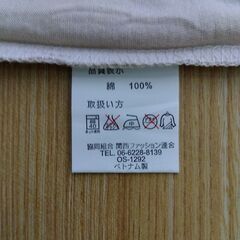 品質表示
綿 100%
取扱い方
40
協同組合 関西ファッション連合
TEL. 06-6228-8139
OS-1292
ベトナム製